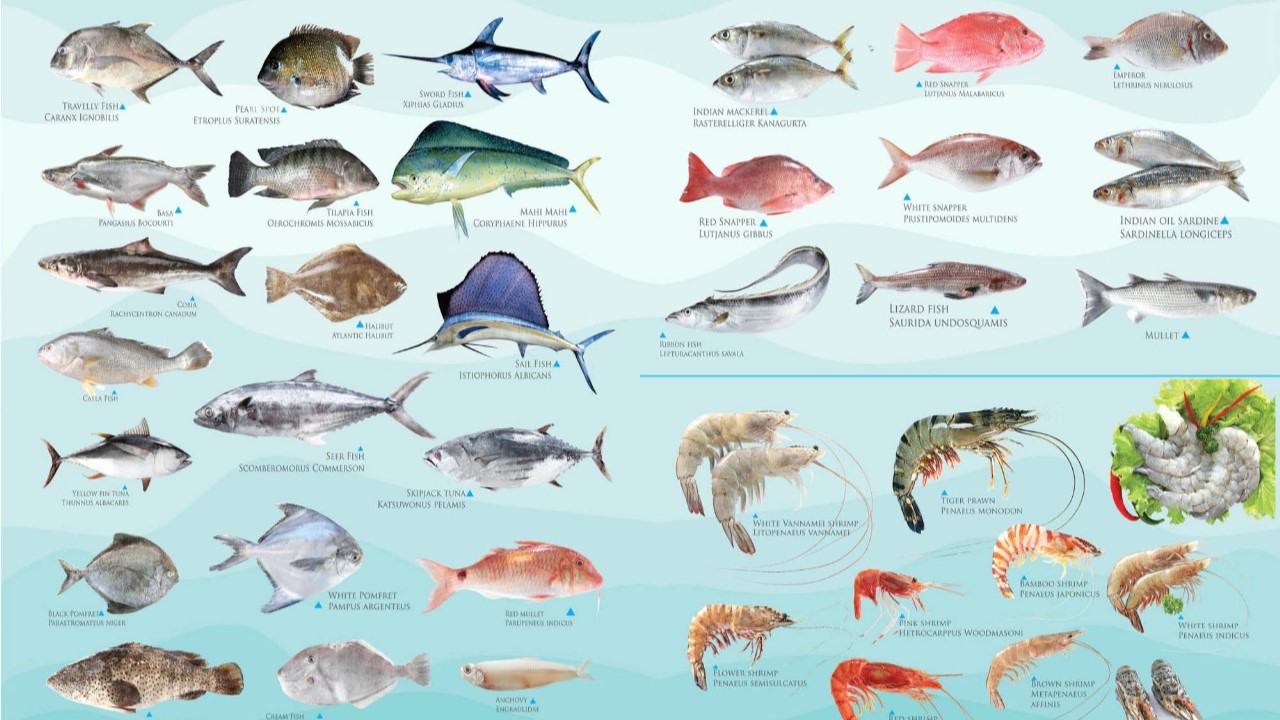 TRAVELLY FISH
CARANX IGNOBILIS
PEARL SPOT
ETROPLUS SURATENSIS
SWORD FISH
XIPHIAS GLADIUS
BASA
PANGASIUS BOCOURTI
TILAPIA FISH
OEROCHROMIS MOSSABICUS
MAHI MAHI
CORYPHAENE HIPPURUS
COBIA
RACHYCENTRON CANADUM
HALIBUT
ATLANTIC HALIBUT
SAIL FISH
ISTIOPHORUS ALBICANS
CATLA FISH
SEER FISH
SCOMBEROMORUS COMMERSON
YELLOW FIN TUNA
THUNNUS ALBACARES
SKIPJACK TUNA
KATSUWONUS PELAMIS
BLACK POMFRET
PARASTROMATEUS NIGER
WHITE POMFRET
PAMPUS ARGENTEUS
RED MULLET
PARUPENEUS INDICUS
CREAM FISH
ANCHOVY
ENGRAULIDAE
INDIAN MACKEREL
RASTERELLIGER KANAGURTA
RED SNAPPER
LUTJANUS MALABARICUS
EMPEROR
LETHRINUS NEBULOSUS
RED SNAPPER
LUTJANUS GIBBUS
WHITE SNAPPER
PRISTIPOMOIDES MULTIDENS
INDIAN OIL SARDINE
SARDINELLA LONGICEPS
RIBBON FISH
LEPTURACANTHUS SAVALA
LIZARD FISH
SAURIDA UNDOSQUAMIS
MULLET
WHITE VANNAMEI SHRIMP
LITOPENAEUS VANNAMEI
TIGER PRAWN
PENAEUS MONODON
BAMBOO SHRIMP
PENAEUS JAPONICUS
PINK SHRIMP
HETROCARPPUS WOODMASONI
WHITE SHRIMP
PENAEUS INDICUS
FLOWER SHRIMP
PENAEUS SEMISULCATUS
BROWN SHRIMP
METAPENAEUS
AFFINIS
RED SHRIMP